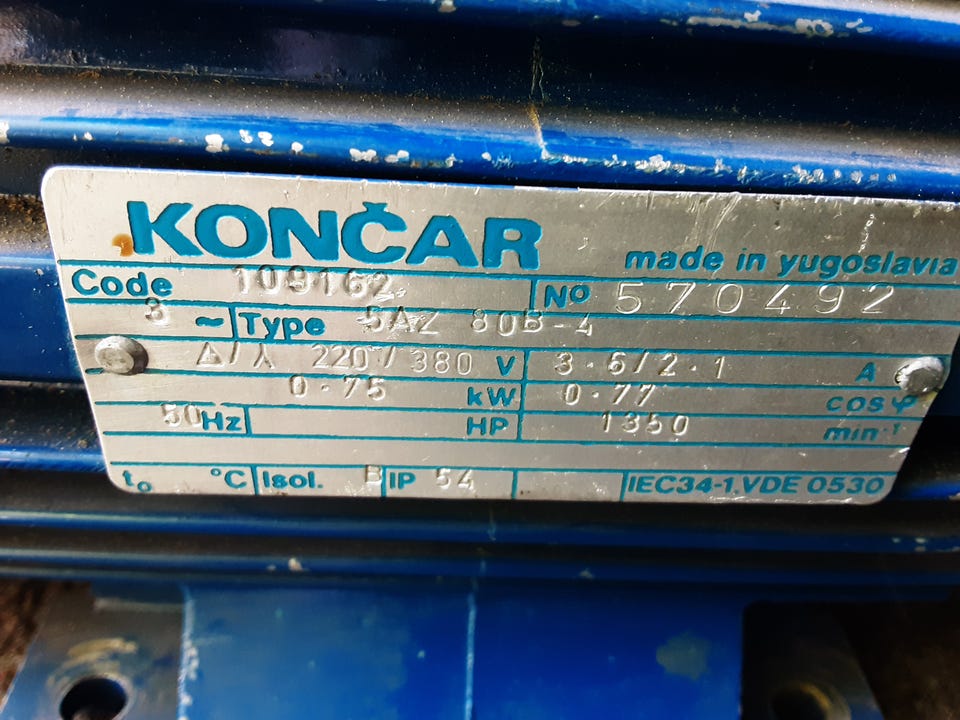 KONČAR
made in yugoslavia
Code 109162 Nº 570492
3 ~ Type 5AZ 80B-4
Δ/⅄ 220/380 V 3.6/2.1 A
0.75 kW 0.77 cos φ
50 Hz HP 1350 min⁻¹
t₀ °C Isol. B IP 54 IEC34-1,VDE 0530